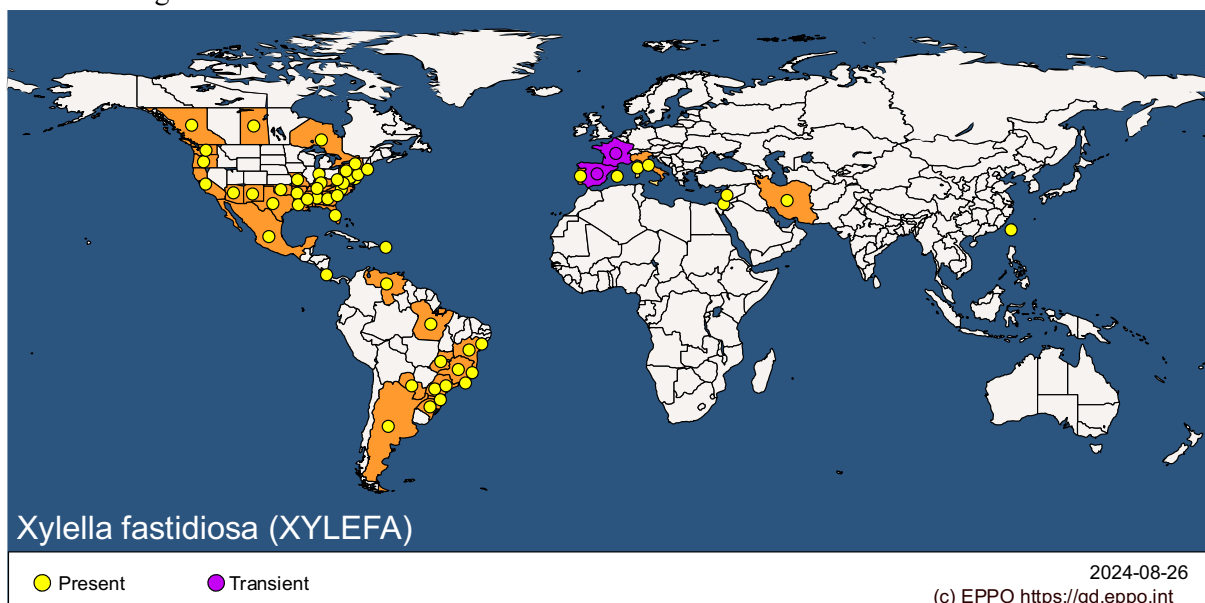 Xylella fastidiosa (XYLEFA)
Present
Transient
2024-08-26
(c) EPPO https://gd.eppo.int